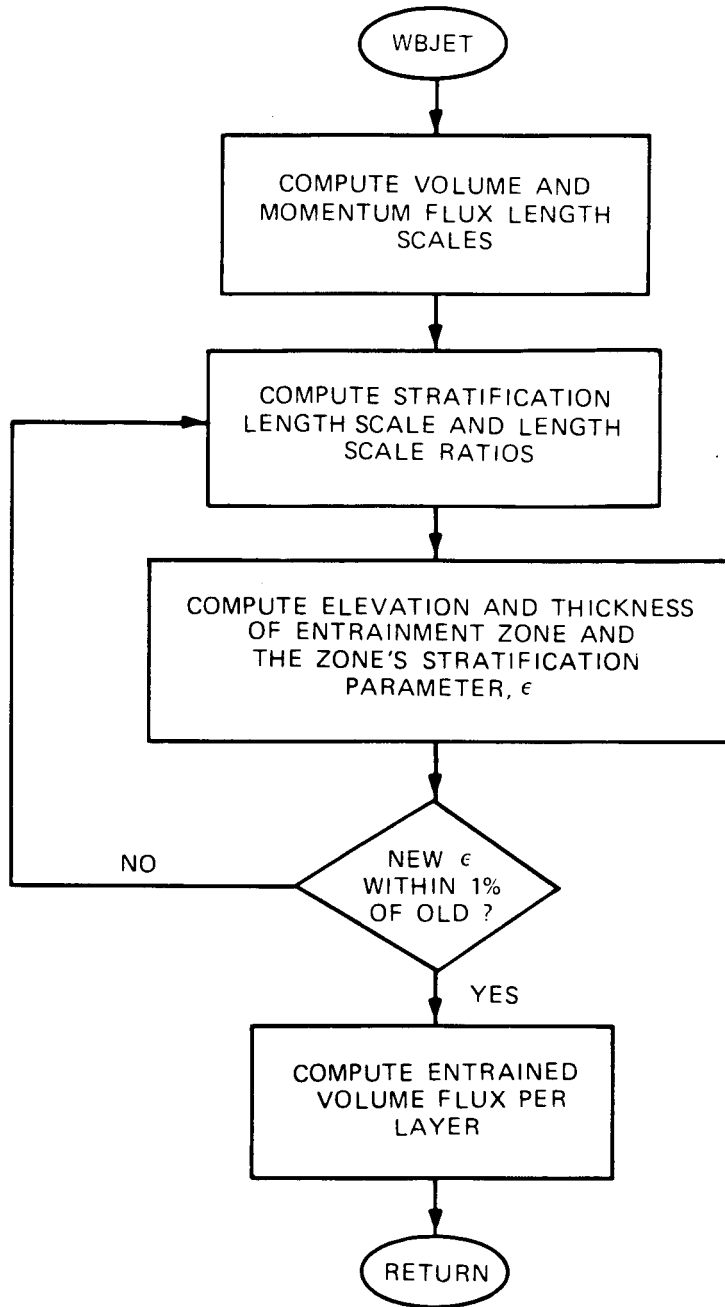 WBJET
COMPUTE VOLUME AND
MOMENTUM FLUX LENGTH
SCALES
COMPUTE STRATIFICATION
LENGTH SCALE AND LENGTH
SCALE RATIOS
COMPUTE ELEVATION AND THICKNESS
OF ENTRAINMENT ZONE AND
THE ZONE'S STRATIFICATION
PARAMETER, ϵ
NO
NEW ϵ
WITHIN 1%
OF OLD ?
YES
COMPUTE ENTRAINED
VOLUME FLUX PER
LAYER
RETURN